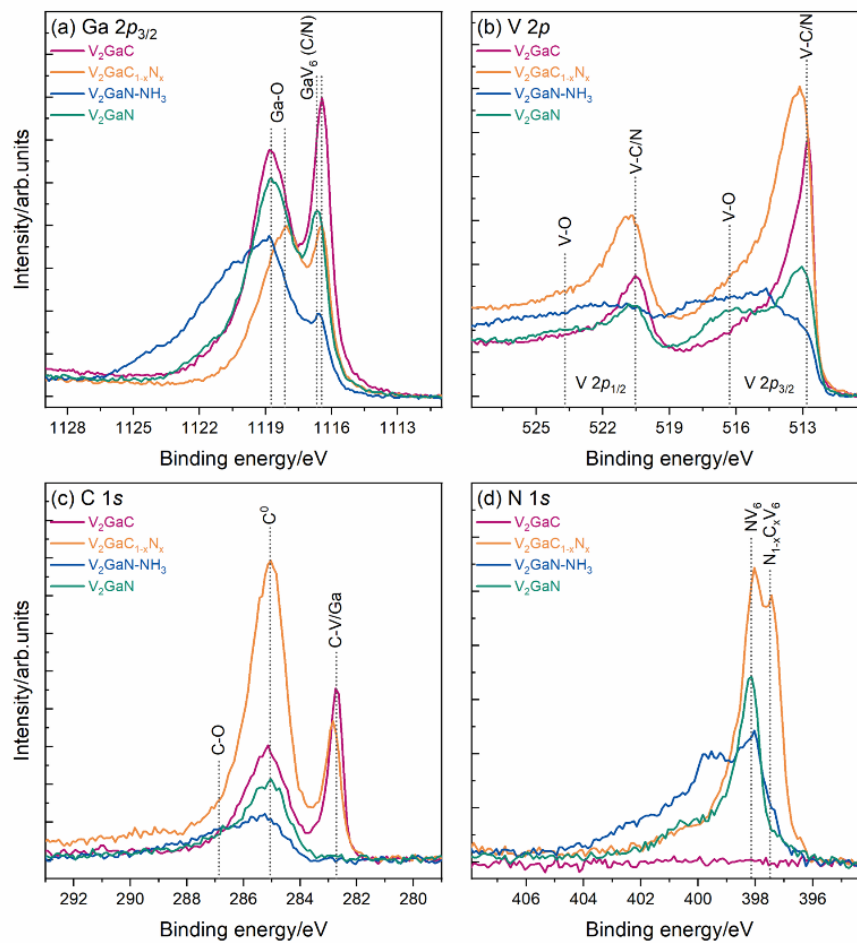 (a) Ga 2p₃/₂
V₂GaC
V₂GaC₁₋ₓNₓ
V₂GaN-NH₃
V₂GaN
Ga-O
GaV₆ (C/N)
Intensity/arb.units
1128 1125 1122 1119 1116 1113
Binding energy/eV
(b) V 2p
V₂GaC
V₂GaC₁₋ₓNₓ
V₂GaN-NH₃
V₂GaN
V-O
V-C/N
V-O
V-C/N
V 2p₁/₂
V 2p₃/₂
525 522 519 516 513
Binding energy/eV
(c) C 1s
V₂GaC
V₂GaC₁₋ₓNₓ
V₂GaN-NH₃
V₂GaN
C-O
C⁰
C-V/Ga
Intensity/arb.units
292 290 288 286 284 282 280
Binding energy/eV
(d) N 1s
V₂GaC
V₂GaC₁₋ₓNₓ
V₂GaN-NH₃
V₂GaN
NV₆
N₁₋ₓCₓV₆
406 404 402 400 398 396
Binding energy/eV